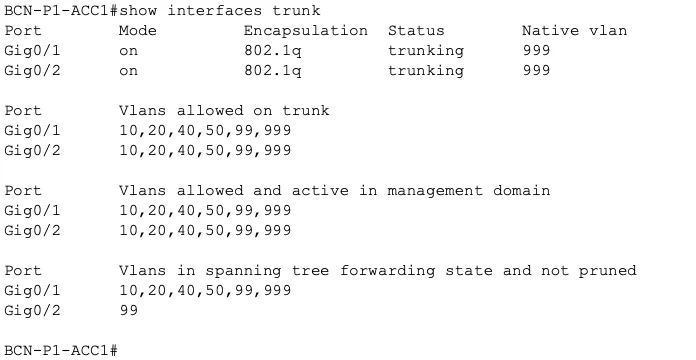 BCN-P1-ACC1#show interfaces trunk
Port        Mode         Encapsulation  Status        Native vlan
Gig0/1      on           802.1q         trunking      999
Gig0/2      on           802.1q         trunking      999

Port        Vlans allowed on trunk
Gig0/1      10,20,40,50,99,999
Gig0/2      10,20,40,50,99,999

Port        Vlans allowed and active in management domain
Gig0/1      10,20,40,50,99,999
Gig0/2      10,20,40,50,99,999

Port        Vlans in spanning tree forwarding state and not pruned
Gig0/1      10,20,40,50,99,999
Gig0/2      99

BCN-P1-ACC1#